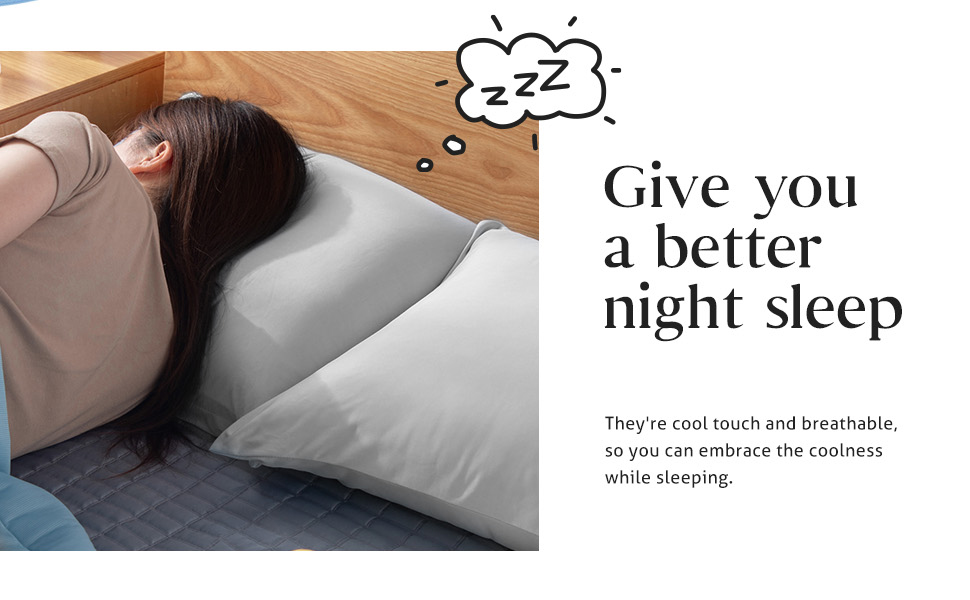 zzz
Give you
a better
night sleep
They're cool touch and breathable,
so you can embrace the coolness
while sleeping.